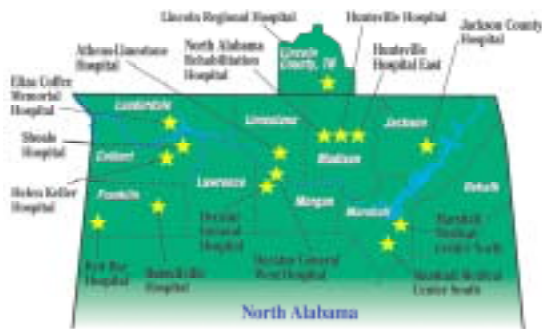 Lincoln Regional Hospital
Huntsville Hospital
Jackson County
Hospital
Athens-Limestone
Hospital
North Alabama
Rehabilitation
Hospital
Lincoln
County, TN
Huntsville
Hospital East
Eliza Coffee
Memorial
Hospital
Lauderdale
Limestone
Jackson
Shoals
Hospital
Colbert
Madison
Helen Keller
Hospital
Franklin
Lawrence
Morgan
Marshall
DeKalb
Decatur
General
Hospital
Marshall
Medical
Center North
Red Bay
Hospital
Russellville
Hospital
Decatur General
West Hospital
Marshall Medical
Center South
North Alabama